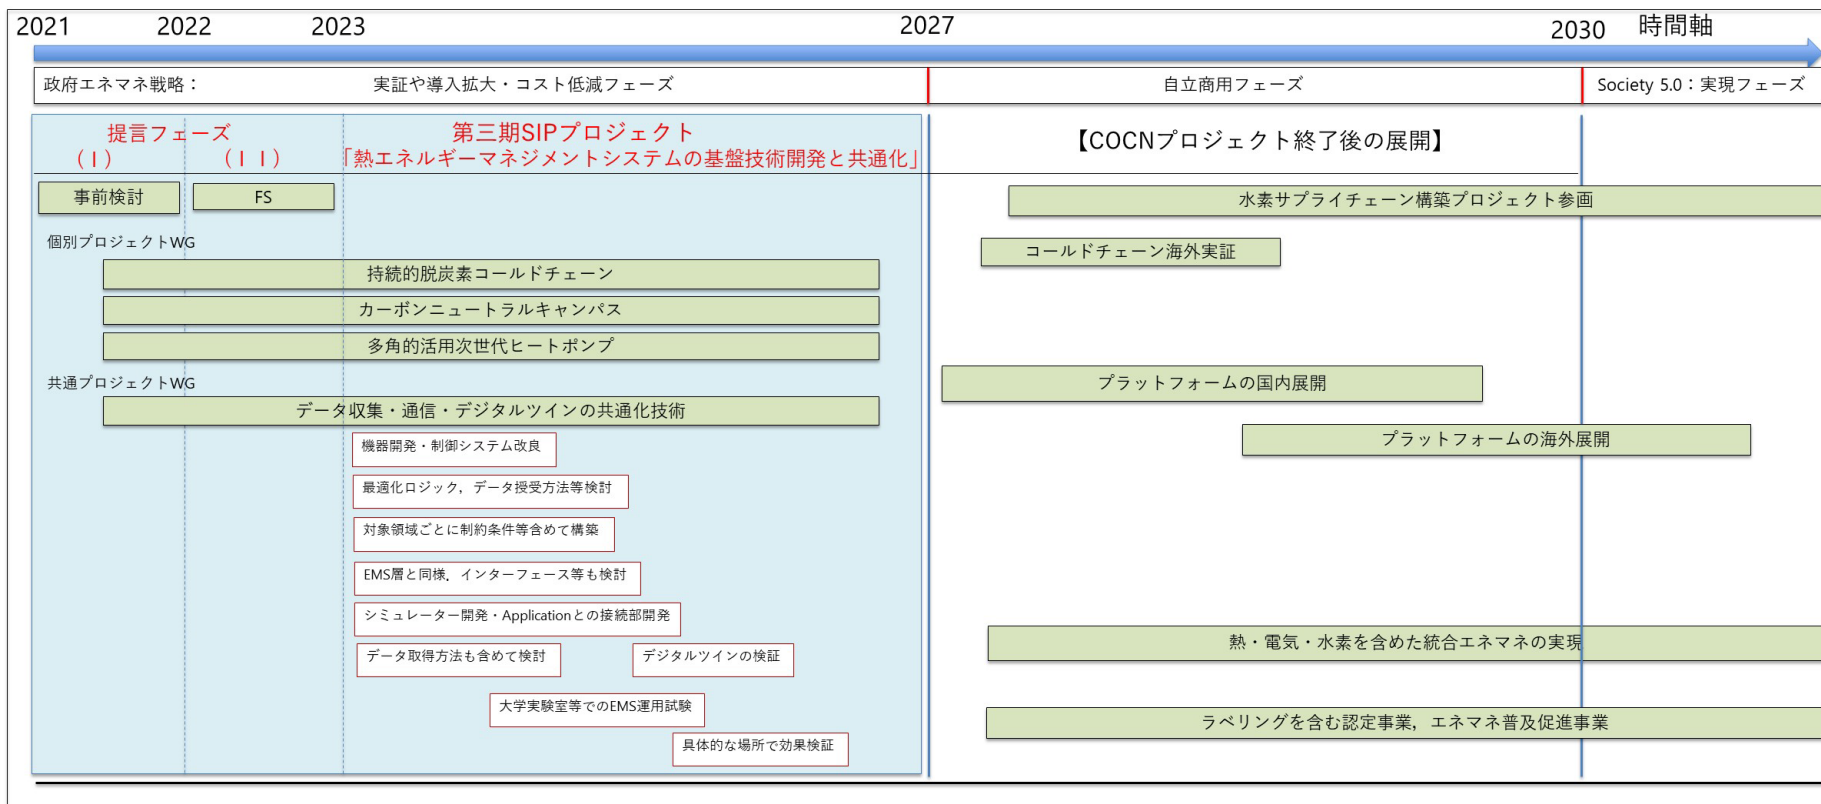 2021 2022 2023 2027 2030 時間軸
政府エネマネ戦略： 実証や導入拡大・コスト低減フェーズ 自立商用フェーズ Society 5.0：実現フェーズ
提言フェーズ
（Ｉ） （ＩＩ）
第三期SIPプロジェクト
「熱エネルギーマネジメントシステムの基盤技術開発と共通化」
【COCNプロジェクト終了後の展開】
事前検討 FS 水素サプライチェーン構築プロジェクト参画
個別プロジェクトWG
コールドチェーン海外実証
持続的脱炭素コールドチェーン
カーボンニュートラルキャンパス
多角的活用次世代ヒートポンプ
共通プロジェクトWG
プラットフォームの国内展開
データ収集・通信・デジタルツインの共通化技術
プラットフォームの海外展開
機器開発・制御システム改良
最適化ロジック，データ授受方法等検討
対象領域ごとに制約条件等含めて構築
EMS層と同様，インターフェース等も検討
シミュレーター開発・Applicationとの接続部開発
データ取得方法も含めて検討 デジタルツインの検証
熱・電気・水素を含めた統合エネマネの実現
大学実験室等でのEMS運用試験
ラベリングを含む認定事業，エネマネ普及促進事業
具体的な場所で効果検証